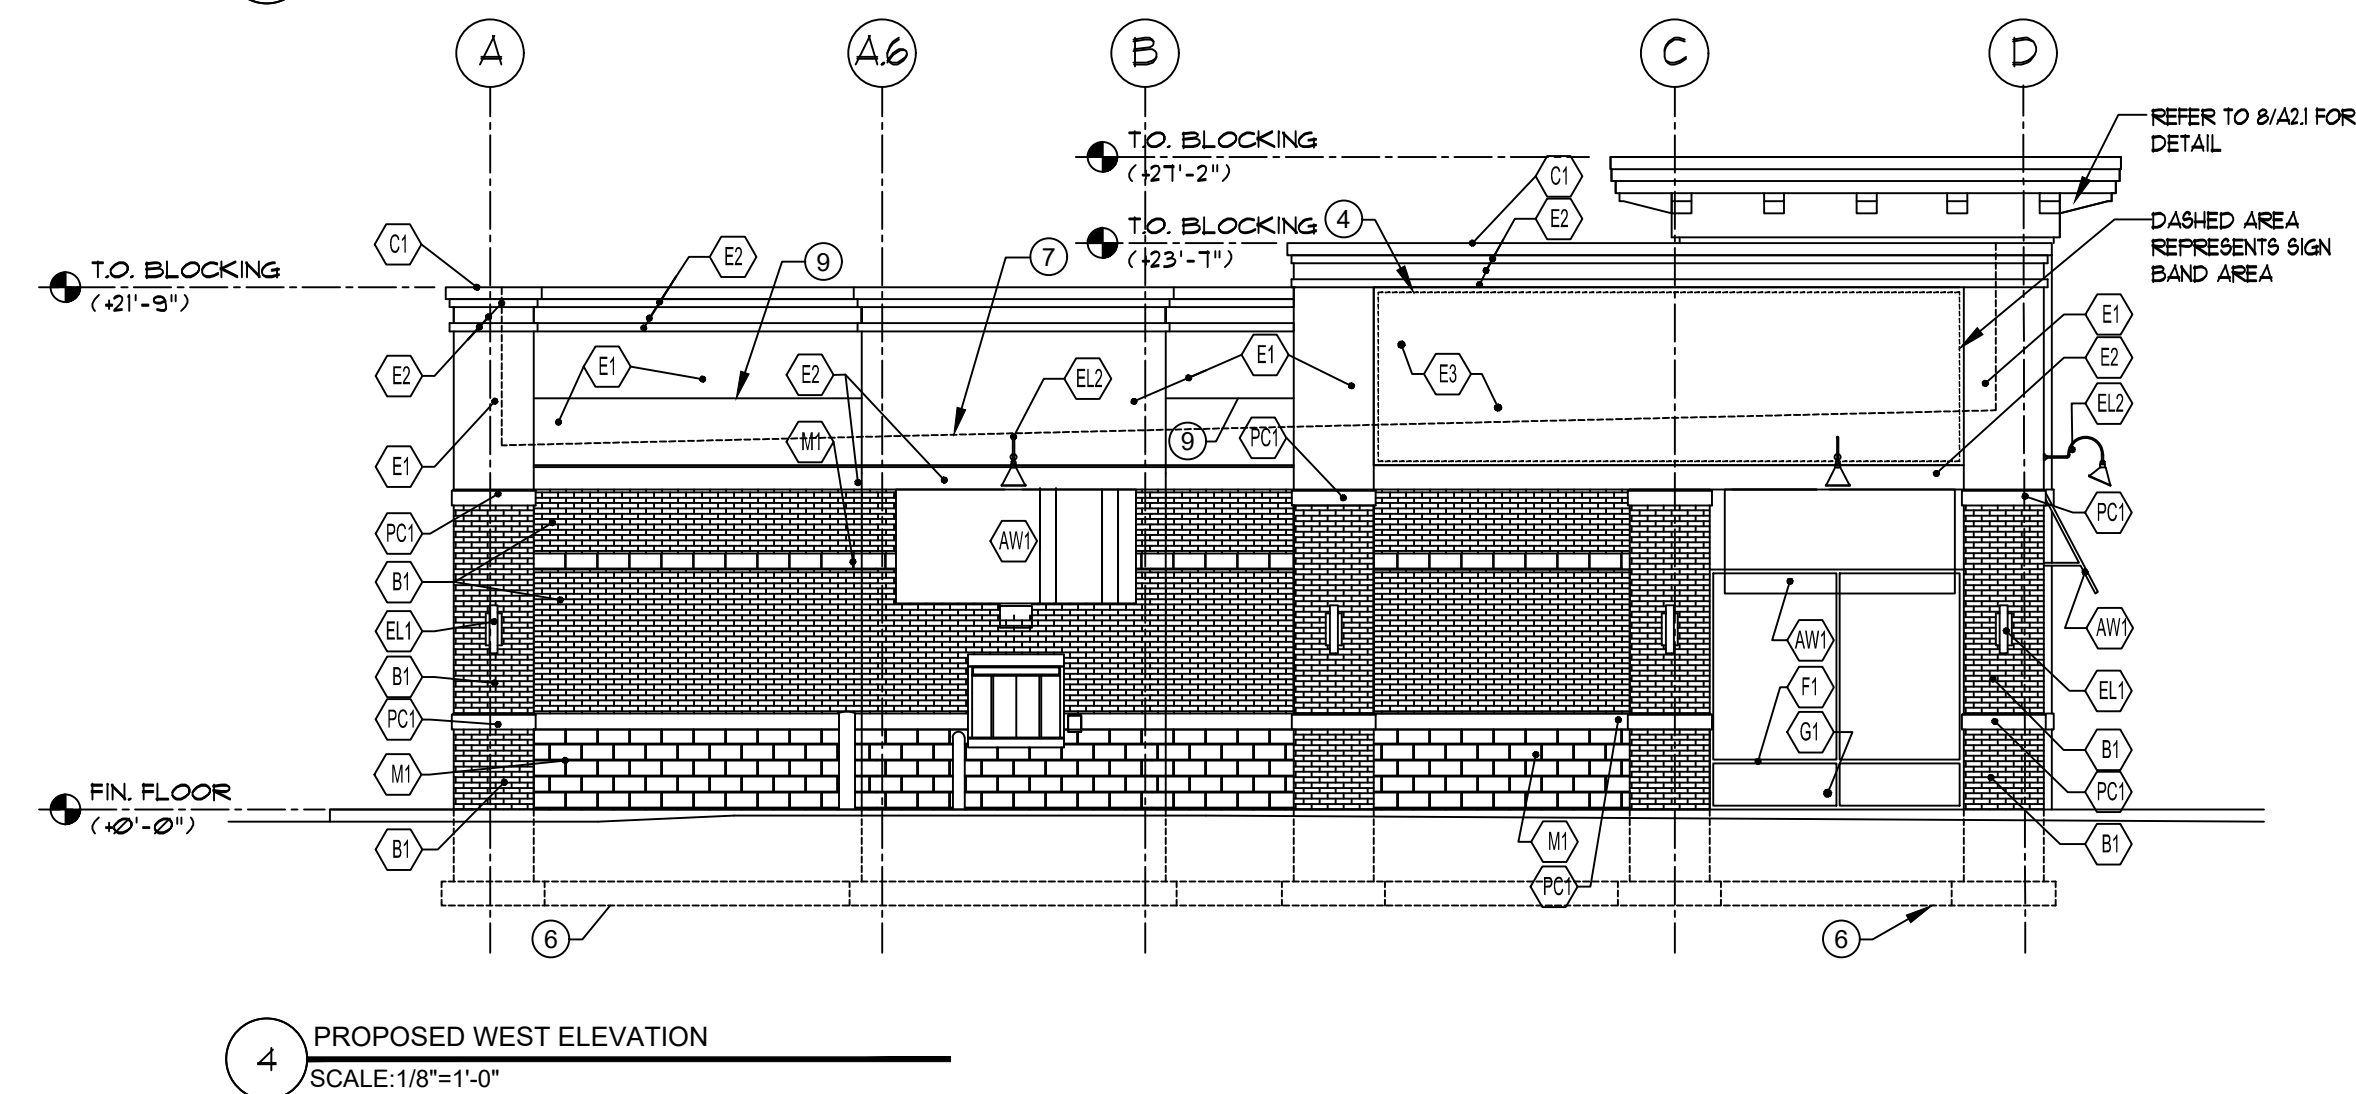 A
A.6
B
C
D
REFER TO 8/A2.1 FOR
DETAIL
T.O. BLOCKING
(+27'-2")
C1
E2
4
T.O. BLOCKING
(+23'-7")
DASHED AREA
REPRESENTS SIGN
BAND AREA
C1
E2
9
7
T.O. BLOCKING
(+21'-9")
E1
E2
E1
E2
EL2
E1
E3
E2
EL2
M1
9
PC1
E1
PC1
PC1
AW1
B1
EL1
AW1
AW1
B1
F1
EL1
PC1
G1
B1
M1
PC1
FIN. FLOOR
(+0'-0")
B1
M1
B1
PC1
6
6
4
PROPOSED WEST ELEVATION
SCALE:1/8"=1'-0"